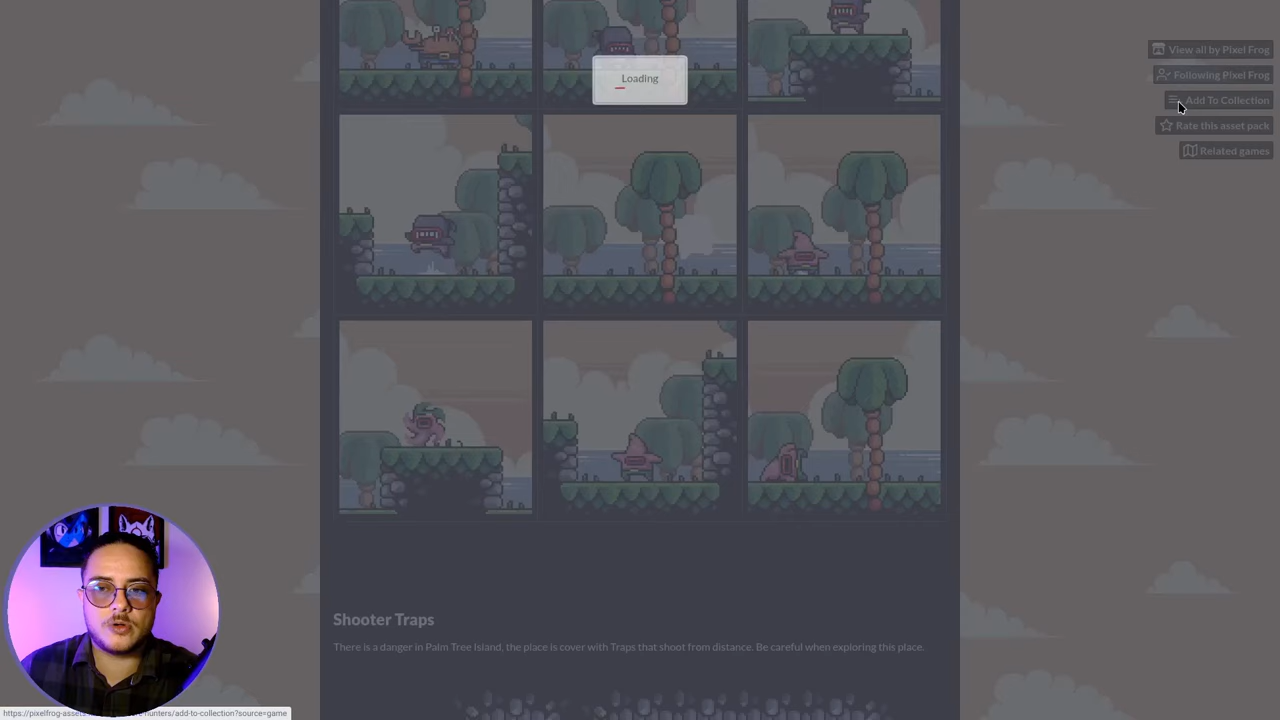 Loading
View all by Pixel Frog
Following Pixel Frog
Add To Collection
Rate this asset pack
Related games
Shooter Traps
There is a danger in Palm Tree Island, the place is cover with Traps that shoot from distance. Be careful when exploring this place.